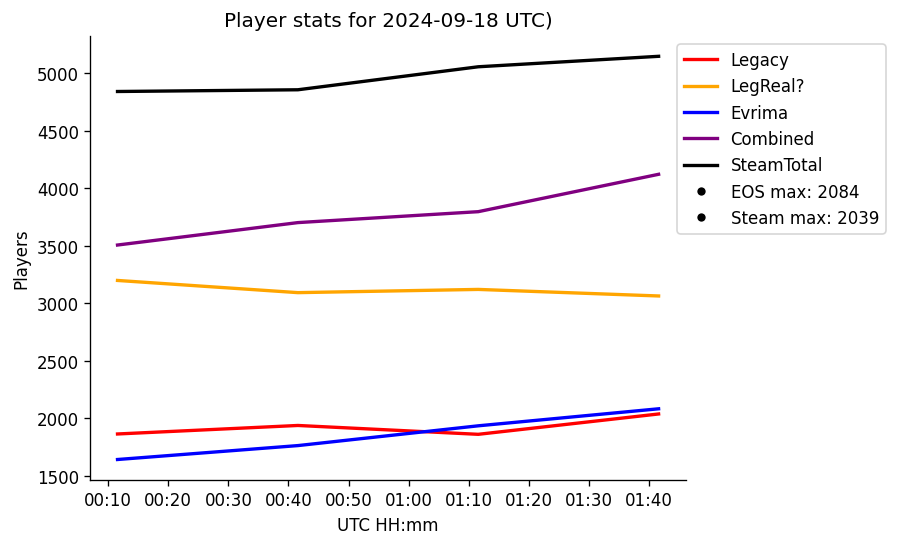 Player stats for 2024-09-18 UTC)
Legacy
LegReal?
Evrima
Combined
SteamTotal
EOS max: 2084
Steam max: 2039
Players
5000
4500
4000
3500
3000
2500
2000
1500
00:10 00:20 00:30 00:40 00:50 01:00 01:10 01:20 01:30 01:40
UTC HH:mm